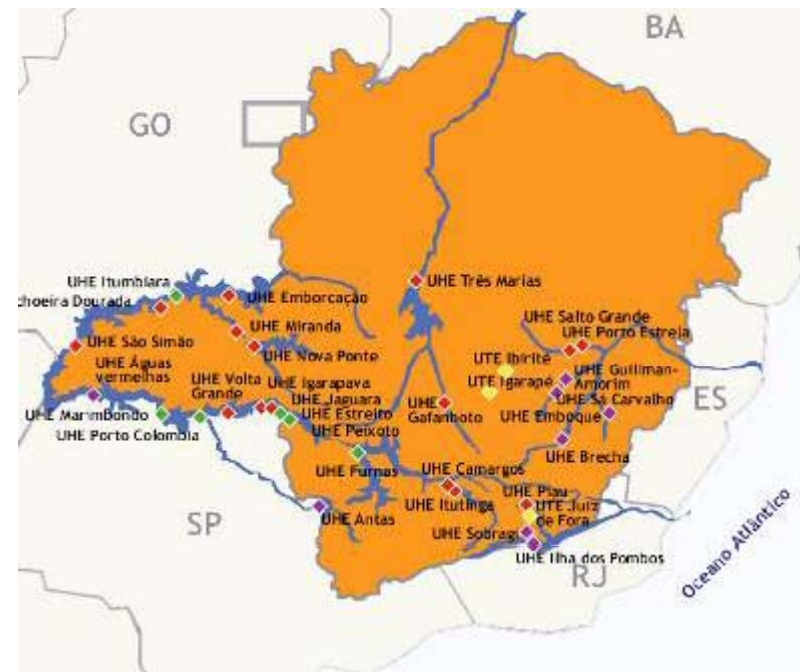 BA
GO
UHE Itumbiara
choeira Dourada
UHE Emborcação
UHE Três Marias
UHE Miranda
UHE São Simão
UHE Nova Ponte
UHE Salto Grande
UHE Porto Estrela
UTE Ibirité
UHE Águas
vermelhas
UHE Volta
Grande
UHE Igarapava
UHE Jaguara
UTE Igarapé
UHE Guilman-
Amorim
UHE Sá Carvalho
ES
UHE Marimbondo
UHE Estreito
UHE
Gafanhoto
UHE Emboque
UHE Porto Colombia
UHE Peixoto
UHE Brecha
UHE Furnas
UHE Camargos
UHE Itutinga
UHE Piau
UTE Juiz
de Fora
SP
UHE Antas
UHE Sobragi
UHE Ilha dos Pombos
RJ
Oceano Atlântico